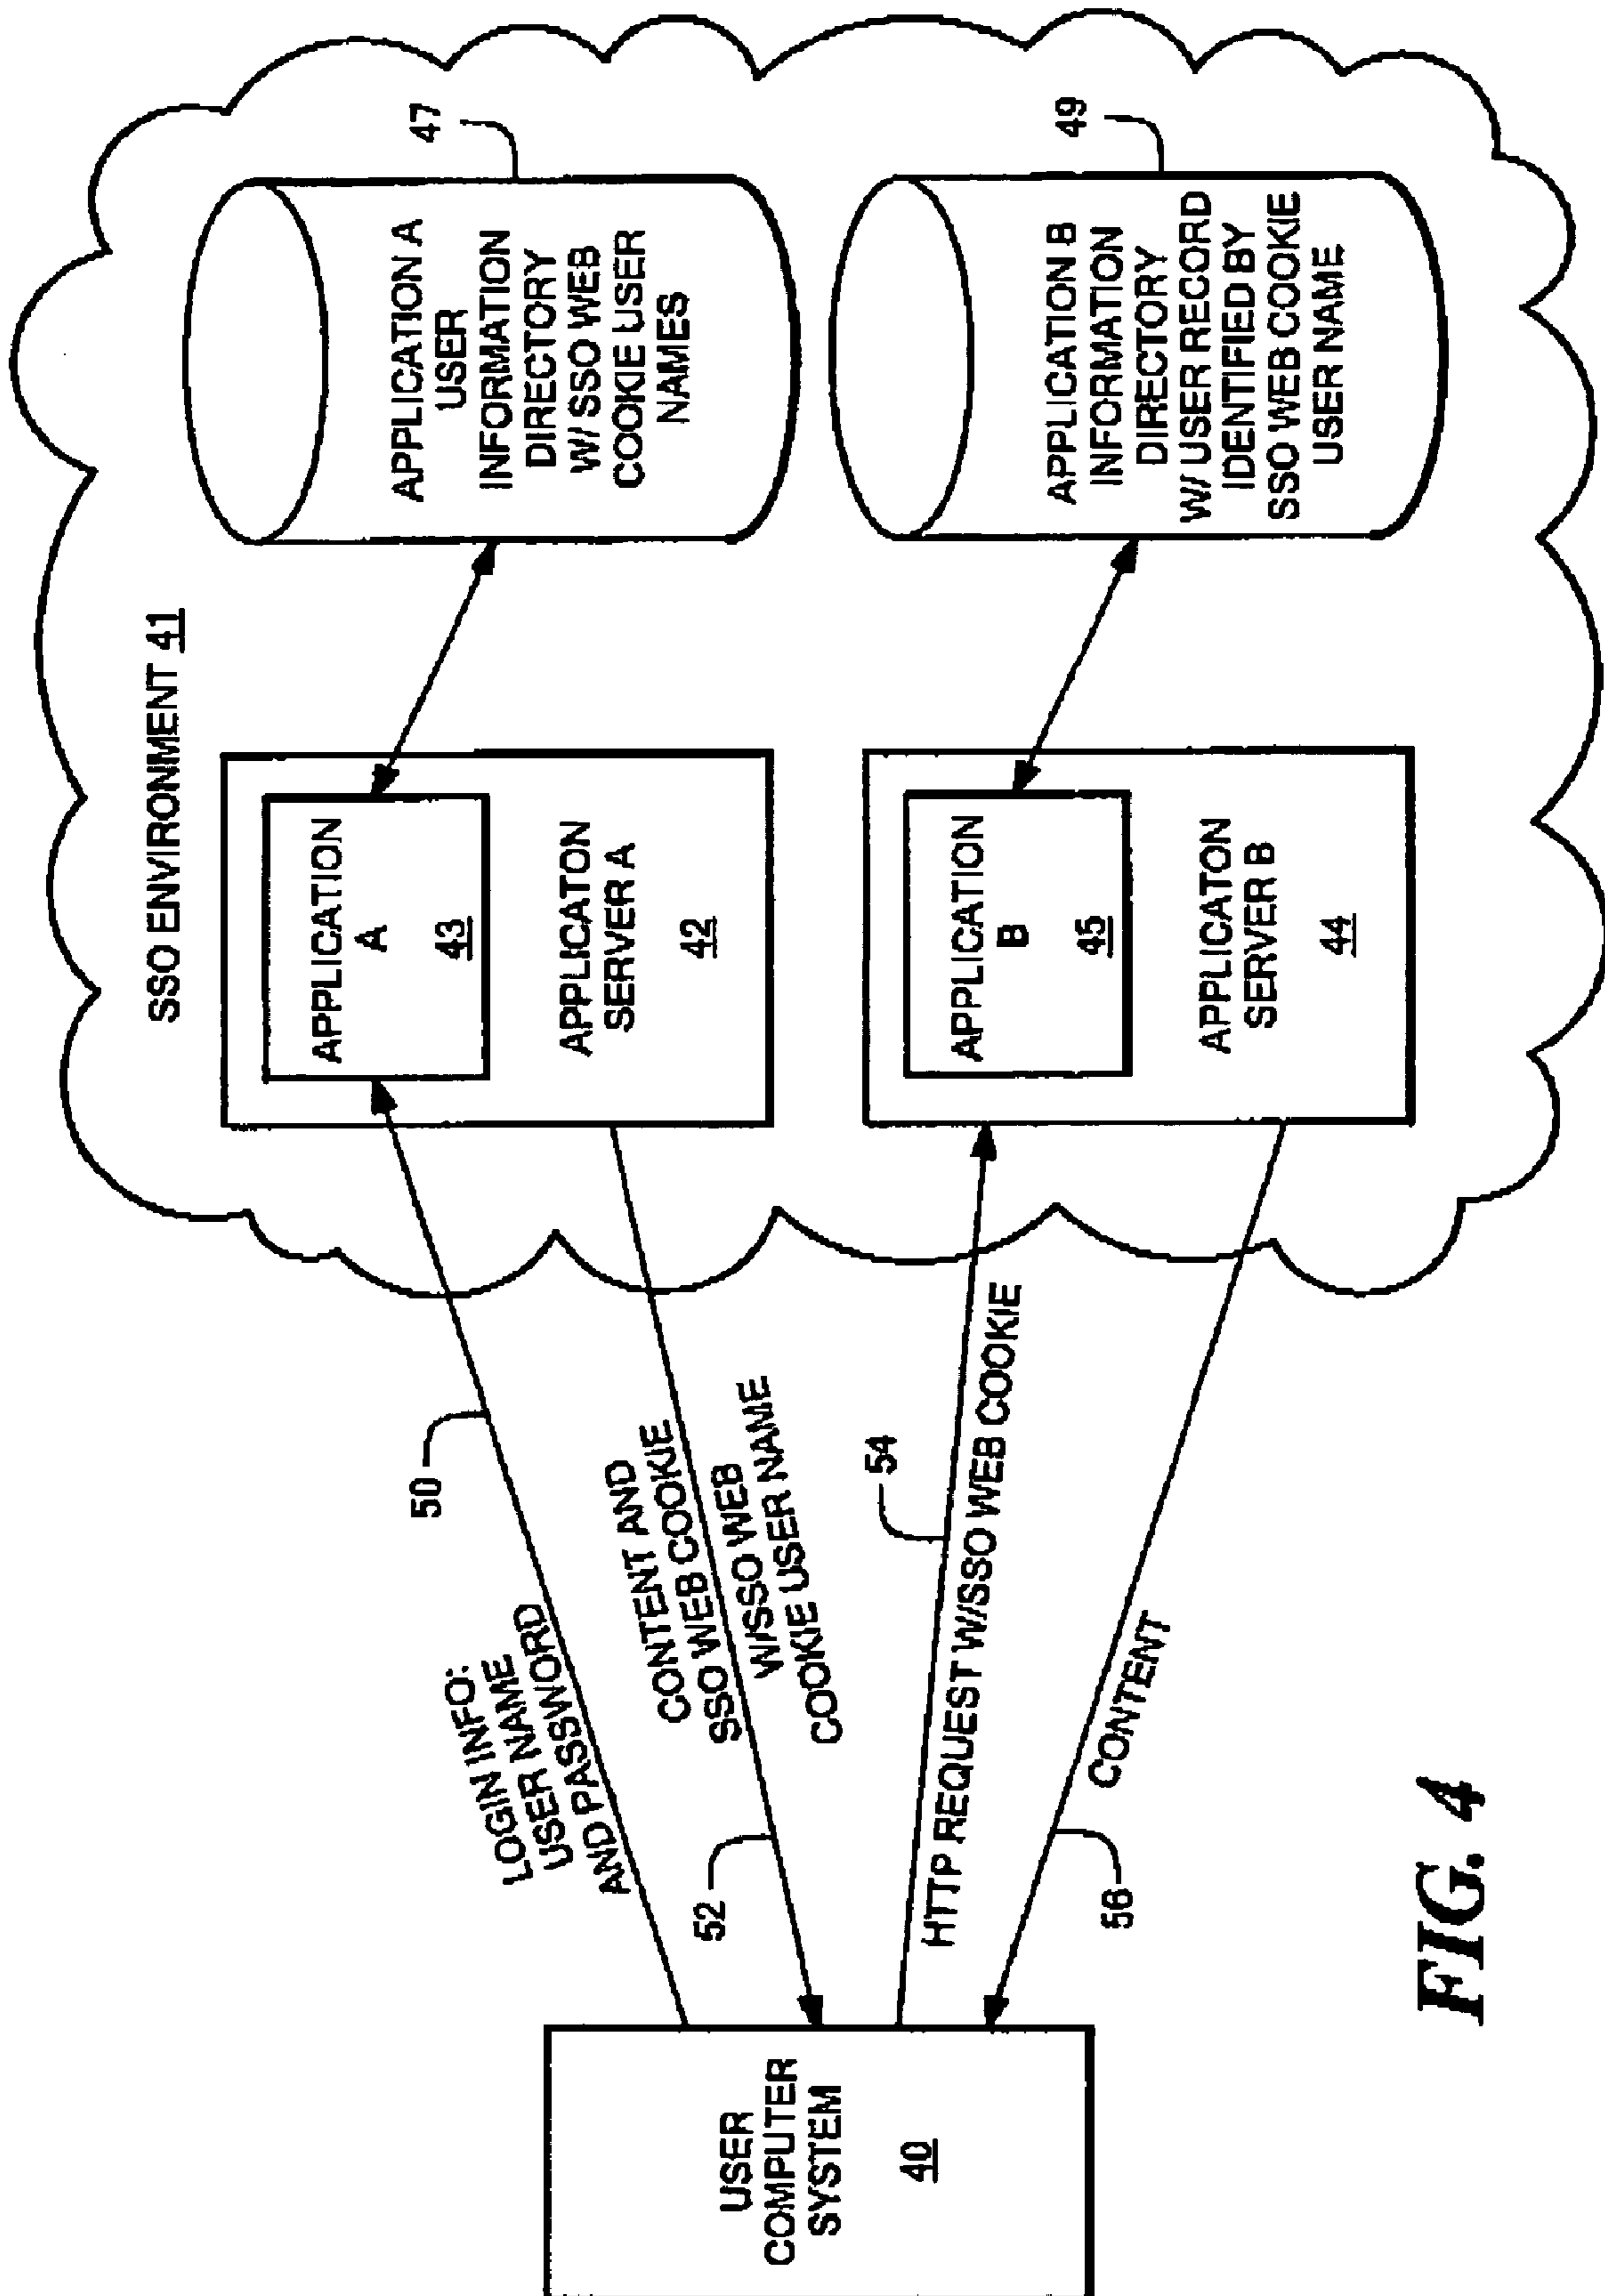 SSO ENVIRONMENT 41
APPLICATION
A
43
APPLICATON
SERVER A
42
APPLICATION A
USER
INFORMATION
DIRECTORY
W/ SSO WEB
COOKIE USER
NAMES
47
APPLICATION
B
45
APPLICATON
SERVER B
44
APPLICATION B
INFORMATION
DIRECTORY
W/ USER RECORD
IDENTIFIED BY
SSO WEB COOKIE
USER NAME
49
USER
COMPUTER
SYSTEM
40
LOGIN INFO:
USER NAME
AND PASSWORD
50
CONTENT AND
SSO WEB COOKIE
W/SSO WEB
COOKIE USER NAME
52
HTTP REQUEST W/SSO WEB COOKIE
54
CONTENT
56
FIG. 4